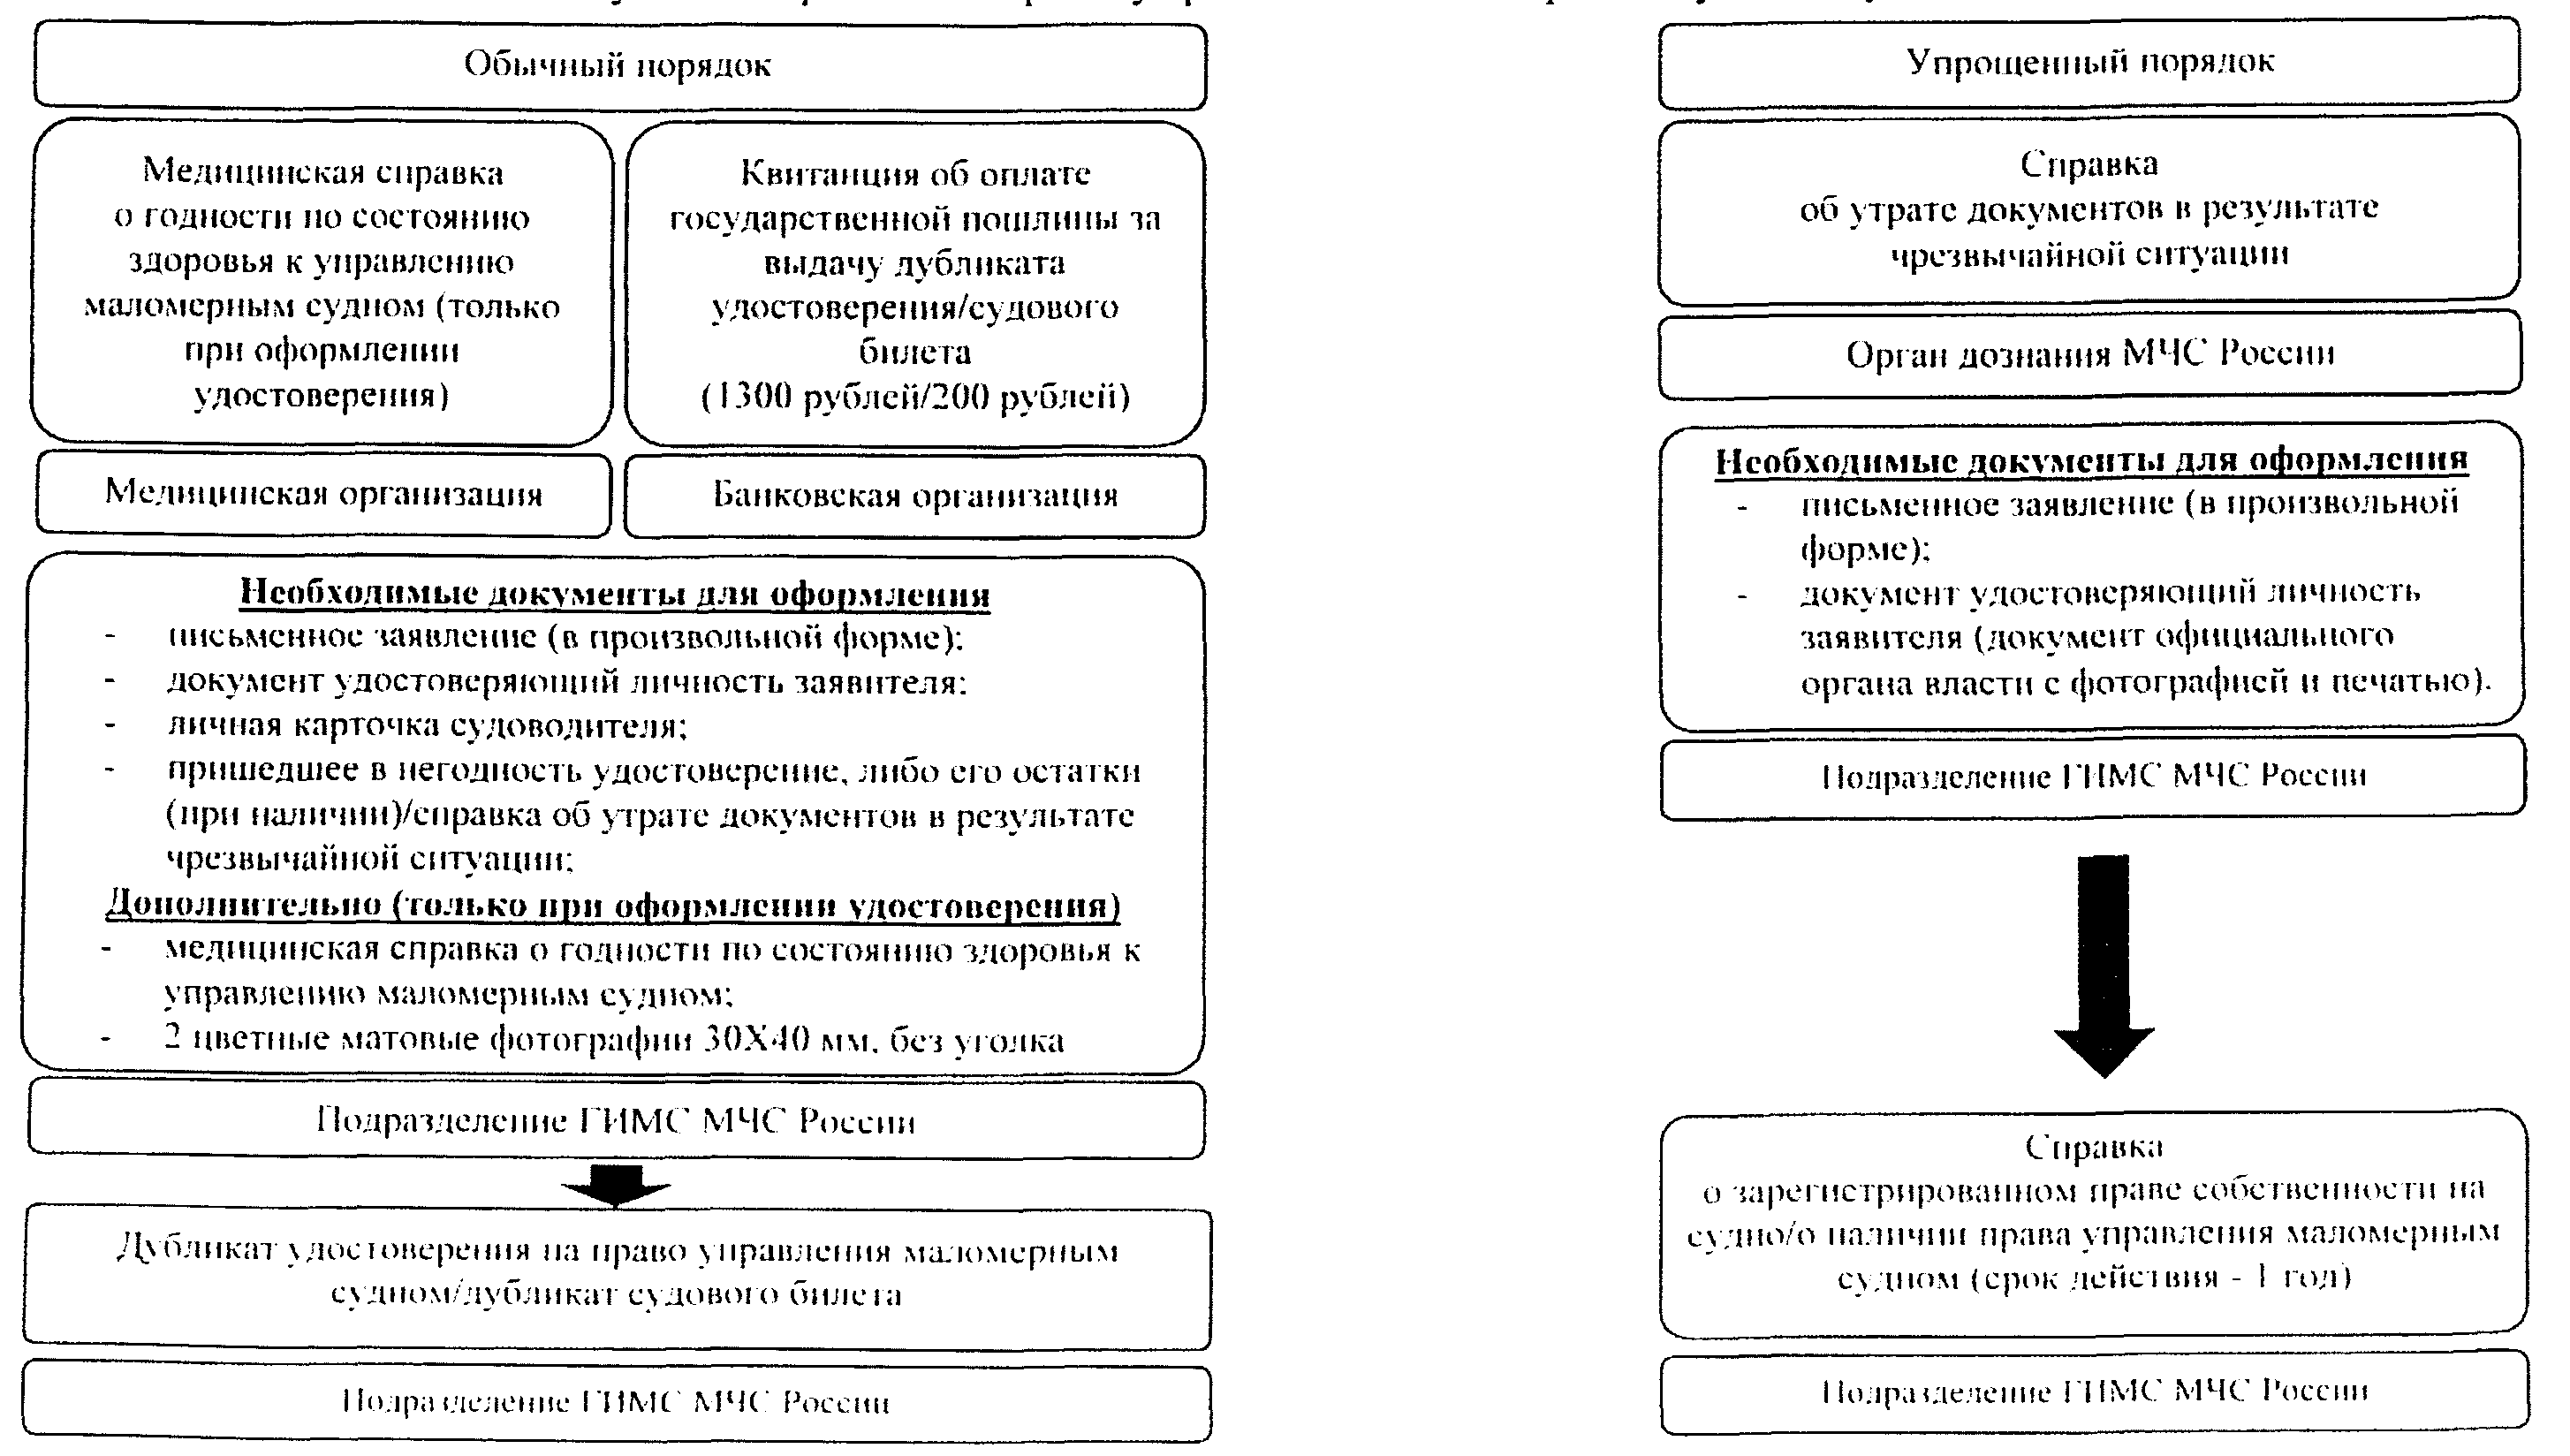 Обычный порядок
Медицинская справка
о годности по состоянию
здоровья к управлению
маломерным судном (только
при оформлении
удостоверения)
Квитанция об оплате
государственной пошлины за
выдачу дубликата
удостоверения/судового
билета
(1300 рублей/200 рублей)
Медицинская организация
Банковская организация
Необходимые документы для оформления
- письменное заявление (в произвольной форме);
- документ удостоверяющий личность заявителя;
- личная карточка судоводителя;
- пришедшее в негодность удостоверение, либо его остатки
(при наличии)/справка об утрате документов в результате
чрезвычайной ситуации;
Дополнительно (только при оформлении удостоверения)
- медицинская справка о годности по состоянию здоровья к
управлению маломерным судном;
- 2 цветные матовые фотографии 30Х40 мм, без уголка
Подразделение ГИМС МЧС России
Дубликат удостоверения на право управления маломерным
судном/дубликат судового билета
Подразделение ГИМС МЧС России
Упрощенный порядок
Справка
об утрате документов в результате
чрезвычайной ситуации
Орган дознания МЧС России
Необходимые документы для оформления
- письменное заявление (в произвольной
форме);
- документ удостоверяющий личность
заявителя (документ официального
органа власти с фотографией и печатью).
Подразделение ГИМС МЧС России
Справка
о зарегистрированном праве собственности на
судно/о наличии права управления маломерным
судном (срок действия - 1 год)
Подразделение ГИМС МЧС России